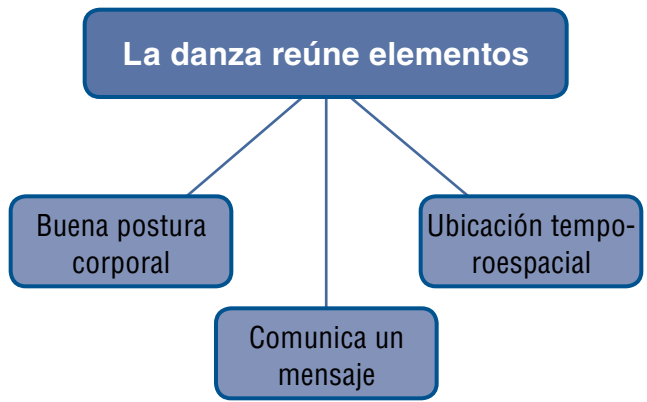 La danza reúne elementos
Buena postura
corporal
Ubicación tempo-
roespacial
Comunica un
mensaje